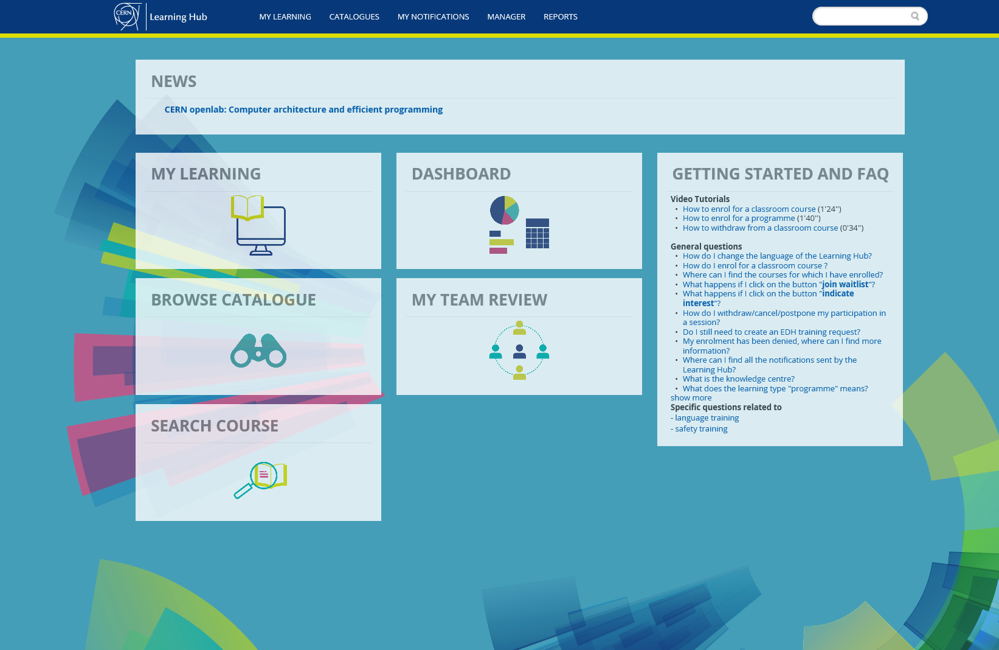 CERN
Learning Hub
MY LEARNING
CATALOGUES
MY NOTIFICATIONS
MANAGER
REPORTS
NEWS
CERN openlab: Computer architecture and efficient programming
MY LEARNING
DASHBOARD
GETTING STARTED AND FAQ
Video Tutorials
• How to enrol for a classroom course (1'24'')
• How to enrol for a programme (1'40'')
• How to withdraw from a classroom course (0'34'')
General questions
• How do I change the language of the Learning Hub?
• How do I enrol for a classroom course ?
• Where can I find the courses for which I have enrolled?
• What happens if I click on the button "join waitlist"?
• What happens if I click on the button "indicate
interest"?
• How do I withdraw/cancel/postpone my participation in
a session?
• Do I still need to create an EDH training request?
• My enrolment has been denied, where can I find more
information?
• Where can I find all the notifications sent by the
Learning Hub?
• What is the knowledge centre?
• What does the learning type "programme" means?
show more
Specific questions related to
- language training
- safety training
BROWSE CATALOGUE
MY TEAM REVIEW
SEARCH COURSE